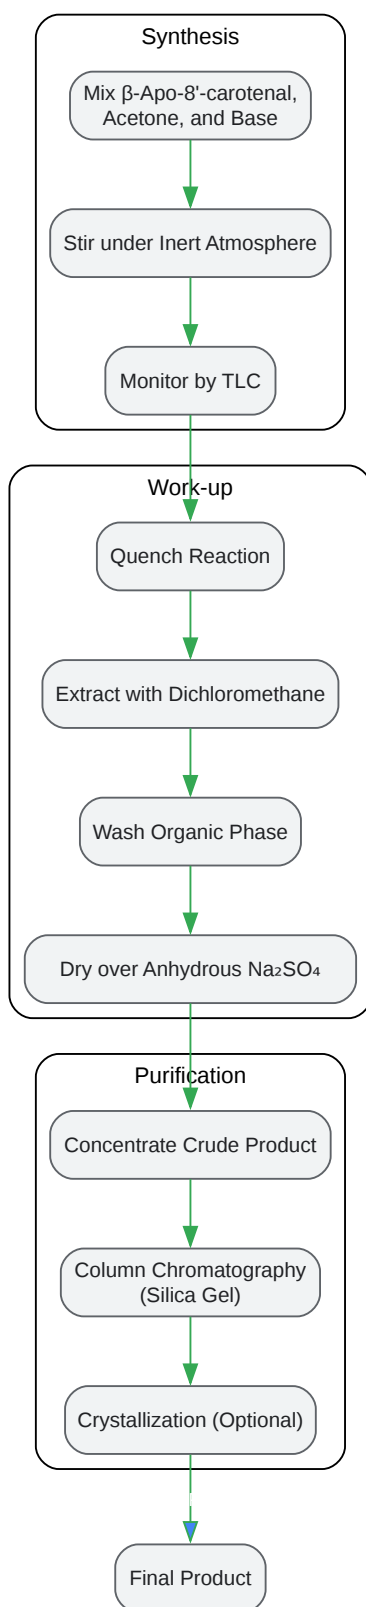 Synthesis
Mix β-Apo-8'-carotenal,
Acetone, and Base
Stir under Inert Atmosphere
Monitor by TLC
Work-up
Quench Reaction
Extract with Dichloromethane
Wash Organic Phase
Dry over Anhydrous Na₂SO₄
Purification
Concentrate Crude Product
Column Chromatography
(Silica Gel)
Crystallization (Optional)
Final Product